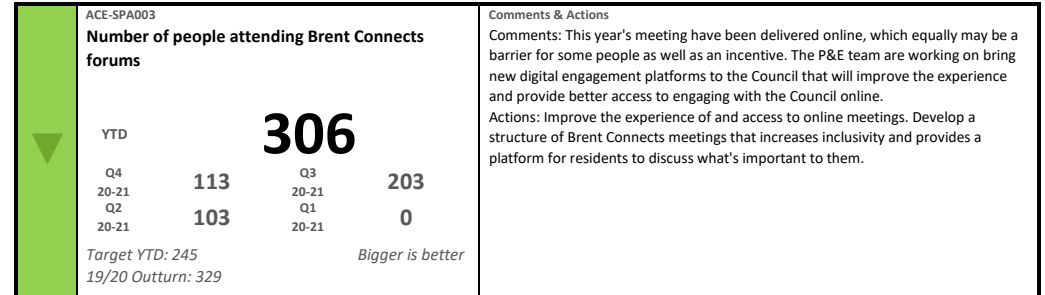 ACE-SPA003
Number of people attending Brent Connects
forums
YTD 306
Q4
20-21 113 Q3
20-21 203
Q2
20-21 103 Q1
20-21 0
Target YTD: 245 Bigger is better
19/20 Outturn: 329
Comments & Actions
Comments: This year's meeting have been delivered online, which equally may be a
barrier for some people as well as an incentive. The P&E team are working on bring
new digital engagement platforms to the Council that will improve the experience
and provide better access to engaging with the Council online.
Actions: Improve the experience of and access to online meetings. Develop a
structure of Brent Connects meetings that increases inclusivity and provides a
platform for residents to discuss what's important to them.